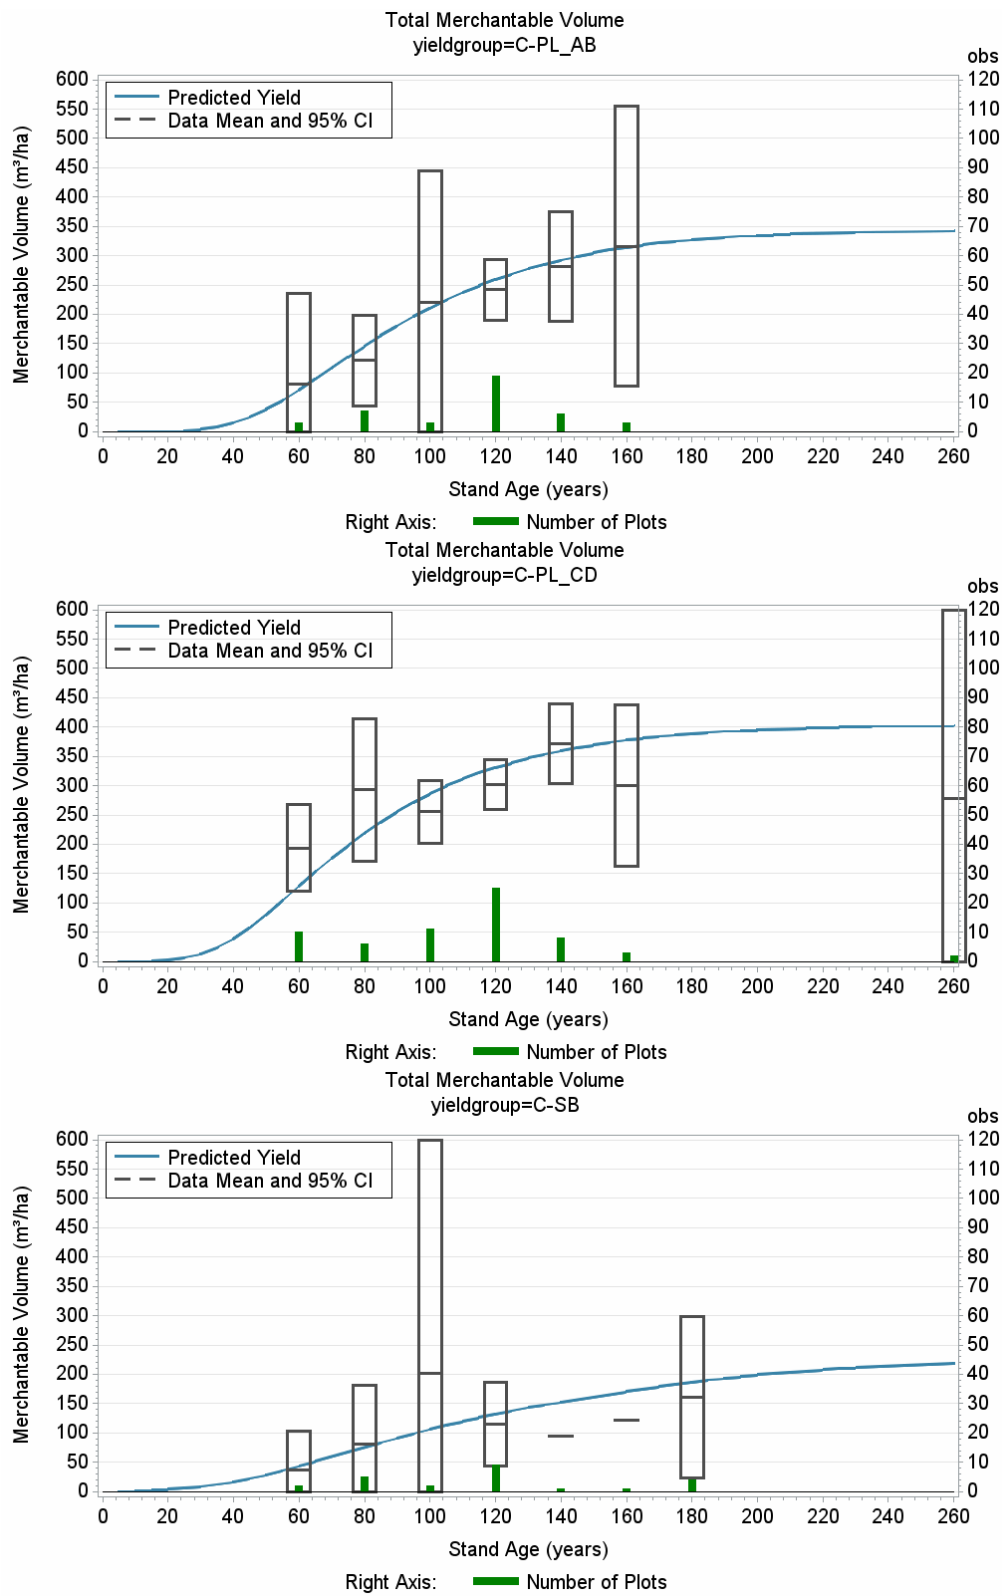 Total Merchantable Volume
yieldgroup=C-PL_AB
obs
Merchantable Volume (m³/ha)
600
550
500
450
400
350
300
250
200
150
100
50
0
Predicted Yield
Data Mean and 95% CI
120
110
100
90
80
70
60
50
40
30
20
10
0
0 20 40 60 80 100 120 140 160 180 200 220 240 260
Stand Age (years)
Right Axis: Number of Plots
Total Merchantable Volume
yieldgroup=C-PL_CD
obs
Merchantable Volume (m³/ha)
600
550
500
450
400
350
300
250
200
150
100
50
0
Predicted Yield
Data Mean and 95% CI
120
110
100
90
80
70
60
50
40
30
20
10
0
0 20 40 60 80 100 120 140 160 180 200 220 240 260
Stand Age (years)
Right Axis: Number of Plots
Total Merchantable Volume
yieldgroup=C-SB
obs
Merchantable Volume (m³/ha)
600
550
500
450
400
350
300
250
200
150
100
50
0
Predicted Yield
Data Mean and 95% CI
120
110
100
90
80
70
60
50
40
30
20
10
0
0 20 40 60 80 100 120 140 160 180 200 220 240 260
Stand Age (years)
Right Axis: Number of Plots